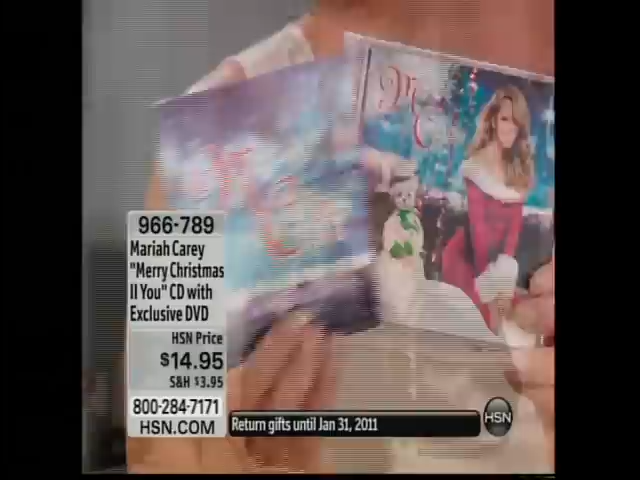 966-789
Mariah Carey
"Merry Christmas
II You" CD with
Exclusive DVD
HSN Price
$14.95
S&H $3.95
800-284-7171
HSN.COM
Return gifts until Jan 31, 2011
HSN